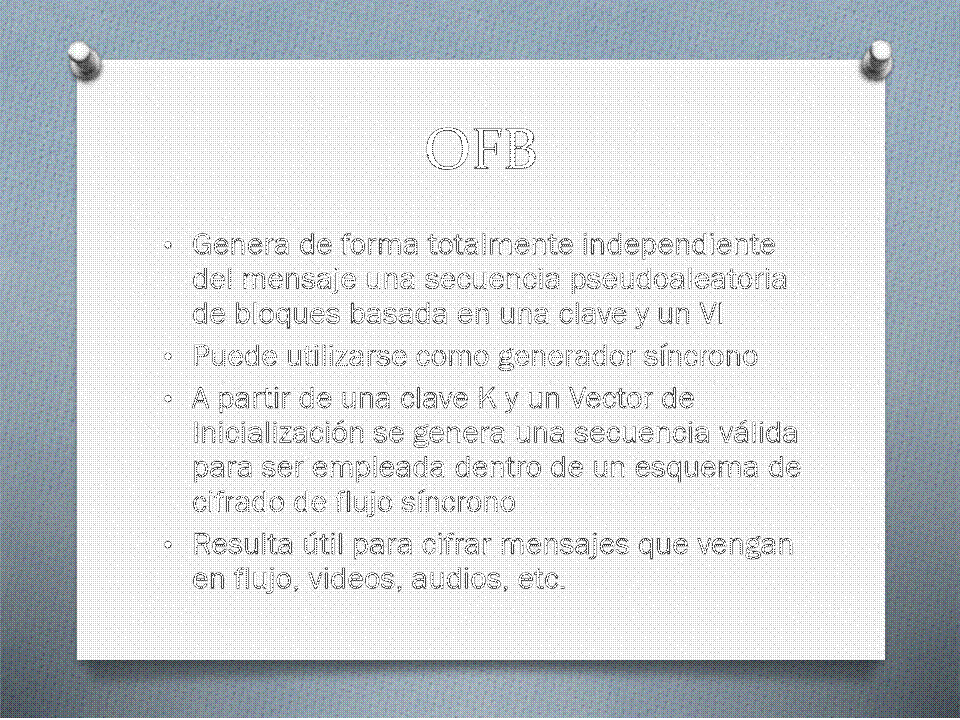 OFB
• Genera de forma totalmente independiente
del mensaje una secuencia pseudoaleatoria
de bloques basada en una clave y un VI
• Puede utilizarse como generador síncrono
• A partir de una clave K y un Vector de
Inicialización se genera una secuencia válida
para ser empleada dentro de un esquema de
cifrado de flujo síncrono
• Resulta útil para cifrar mensajes que vengan
en flujo, videos, audios, etc.